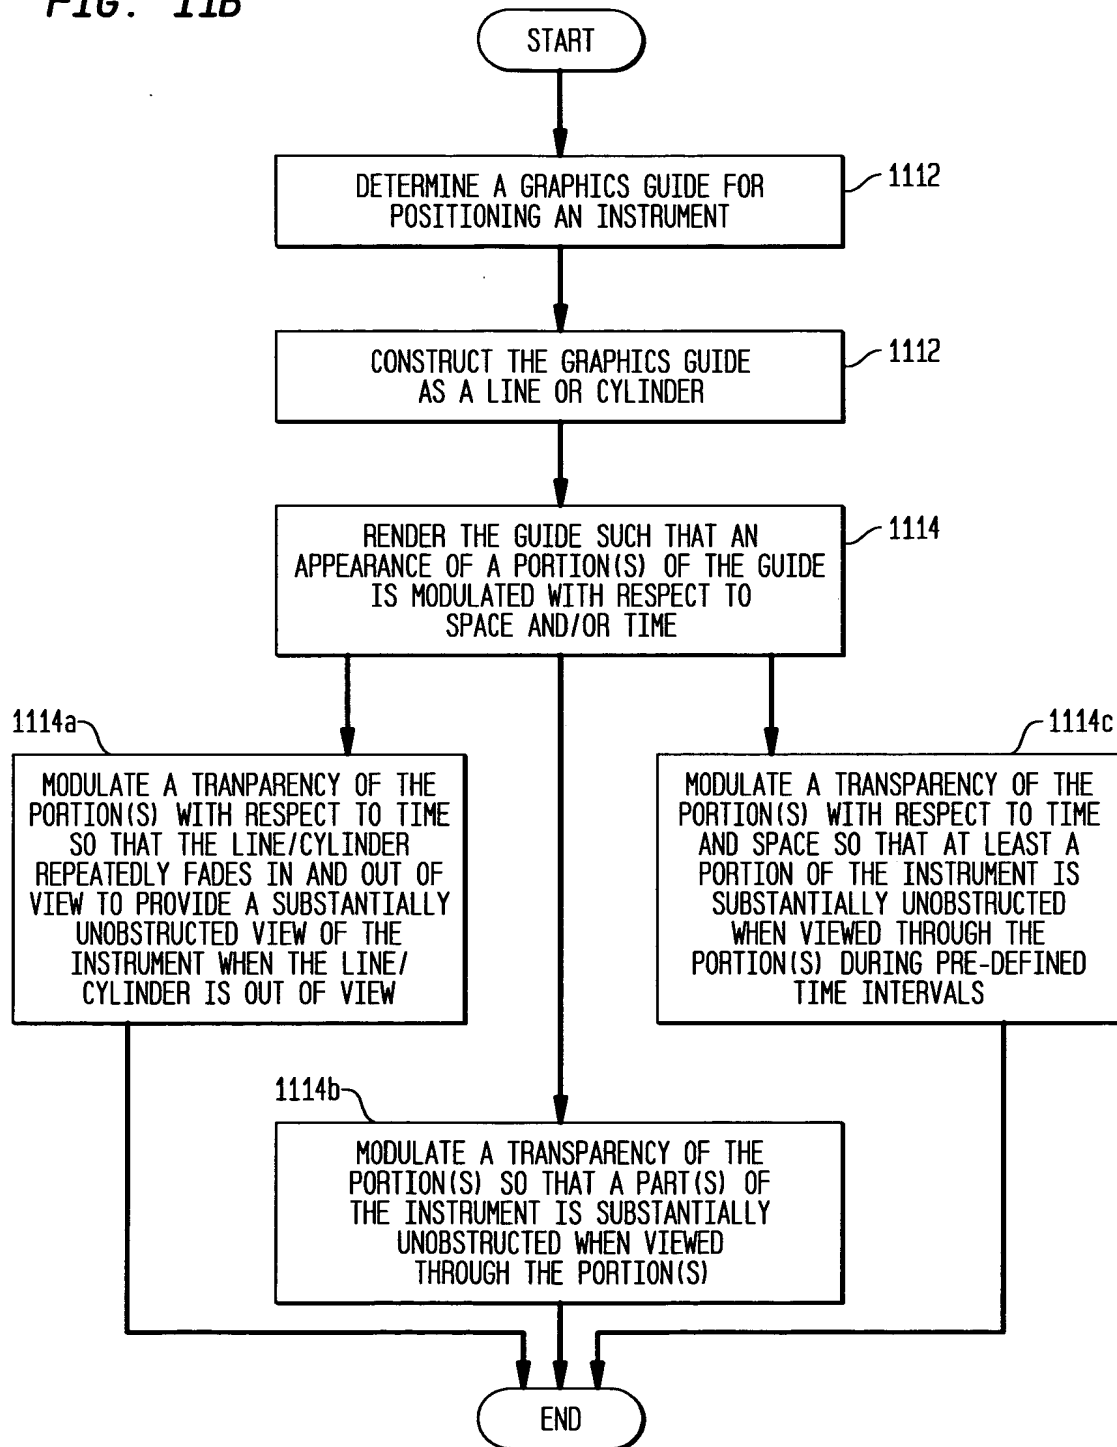 FIG. 11B
START
DETERMINE A GRAPHICS GUIDE FOR
POSITIONING AN INSTRUMENT
1112
CONSTRUCT THE GRAPHICS GUIDE
AS A LINE OR CYLINDER
1112
RENDER THE GUIDE SUCH THAT AN
APPEARANCE OF A PORTION(S) OF THE GUIDE
IS MODULATED WITH RESPECT TO
SPACE AND/OR TIME
1114
1114a
MODULATE A TRANPARENCY OF THE
PORTION(S) WITH RESPECT TO TIME
SO THAT THE LINE/CYLINDER
REPEATEDLY FADES IN AND OUT OF
VIEW TO PROVIDE A SUBSTANTIALLY
UNOBSTRUCTED VIEW OF THE
INSTRUMENT WHEN THE LINE/
CYLINDER IS OUT OF VIEW
1114c
MODULATE A TRANSPARENCY OF THE
PORTION(S) WITH RESPECT TO TIME
AND SPACE SO THAT AT LEAST A
PORTION OF THE INSTRUMENT IS
SUBSTANTIALLY UNOBSTRUCTED
WHEN VIEWED THROUGH THE
PORTION(S) DURING PRE-DEFINED
TIME INTERVALS
1114b
MODULATE A TRANSPARENCY OF THE
PORTION(S) SO THAT A PART(S) OF
THE INSTRUMENT IS SUBSTANTIALLY
UNOBSTRUCTED WHEN VIEWED
THROUGH THE PORTION(S)
END